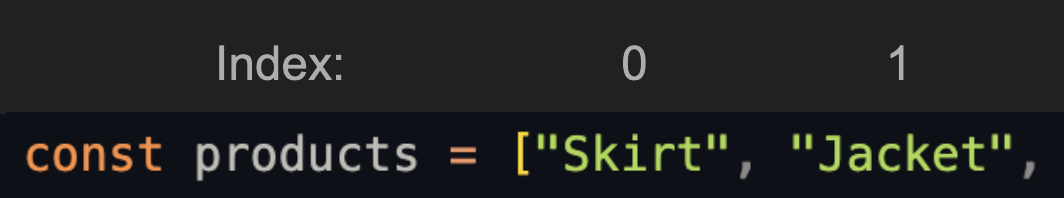 Index: 0 1
const products = ["Skirt", "Jacket",